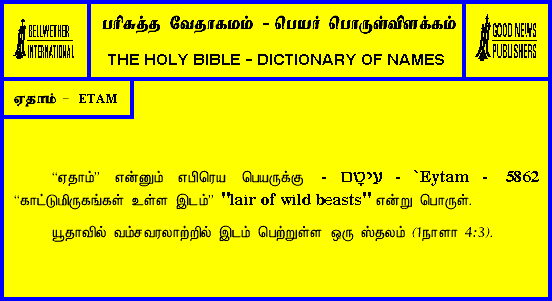 BELLWETHER
INTERNATIONAL
பரிசுத்த வேதாகமம் - பெயர் பொருள்விளக்கம்
THE HOLY BIBLE - DICTIONARY OF NAMES
GOOD NEWS
PUBLISHERS
ஏதாம் - ETAM
“ஏதாம்” என்னும் எபிரெய பெயருக்கு - עֵיטָם - `Eytam - 5862
“காட்டுமிருகங்கள் உள்ள இடம்” "lair of wild beasts" என்று பொருள்.
யூதாவில் வம்சவரலாற்றில் இடம் பெற்றுள்ள ஒரு ஸ்தலம் (1நாளா 4:3).